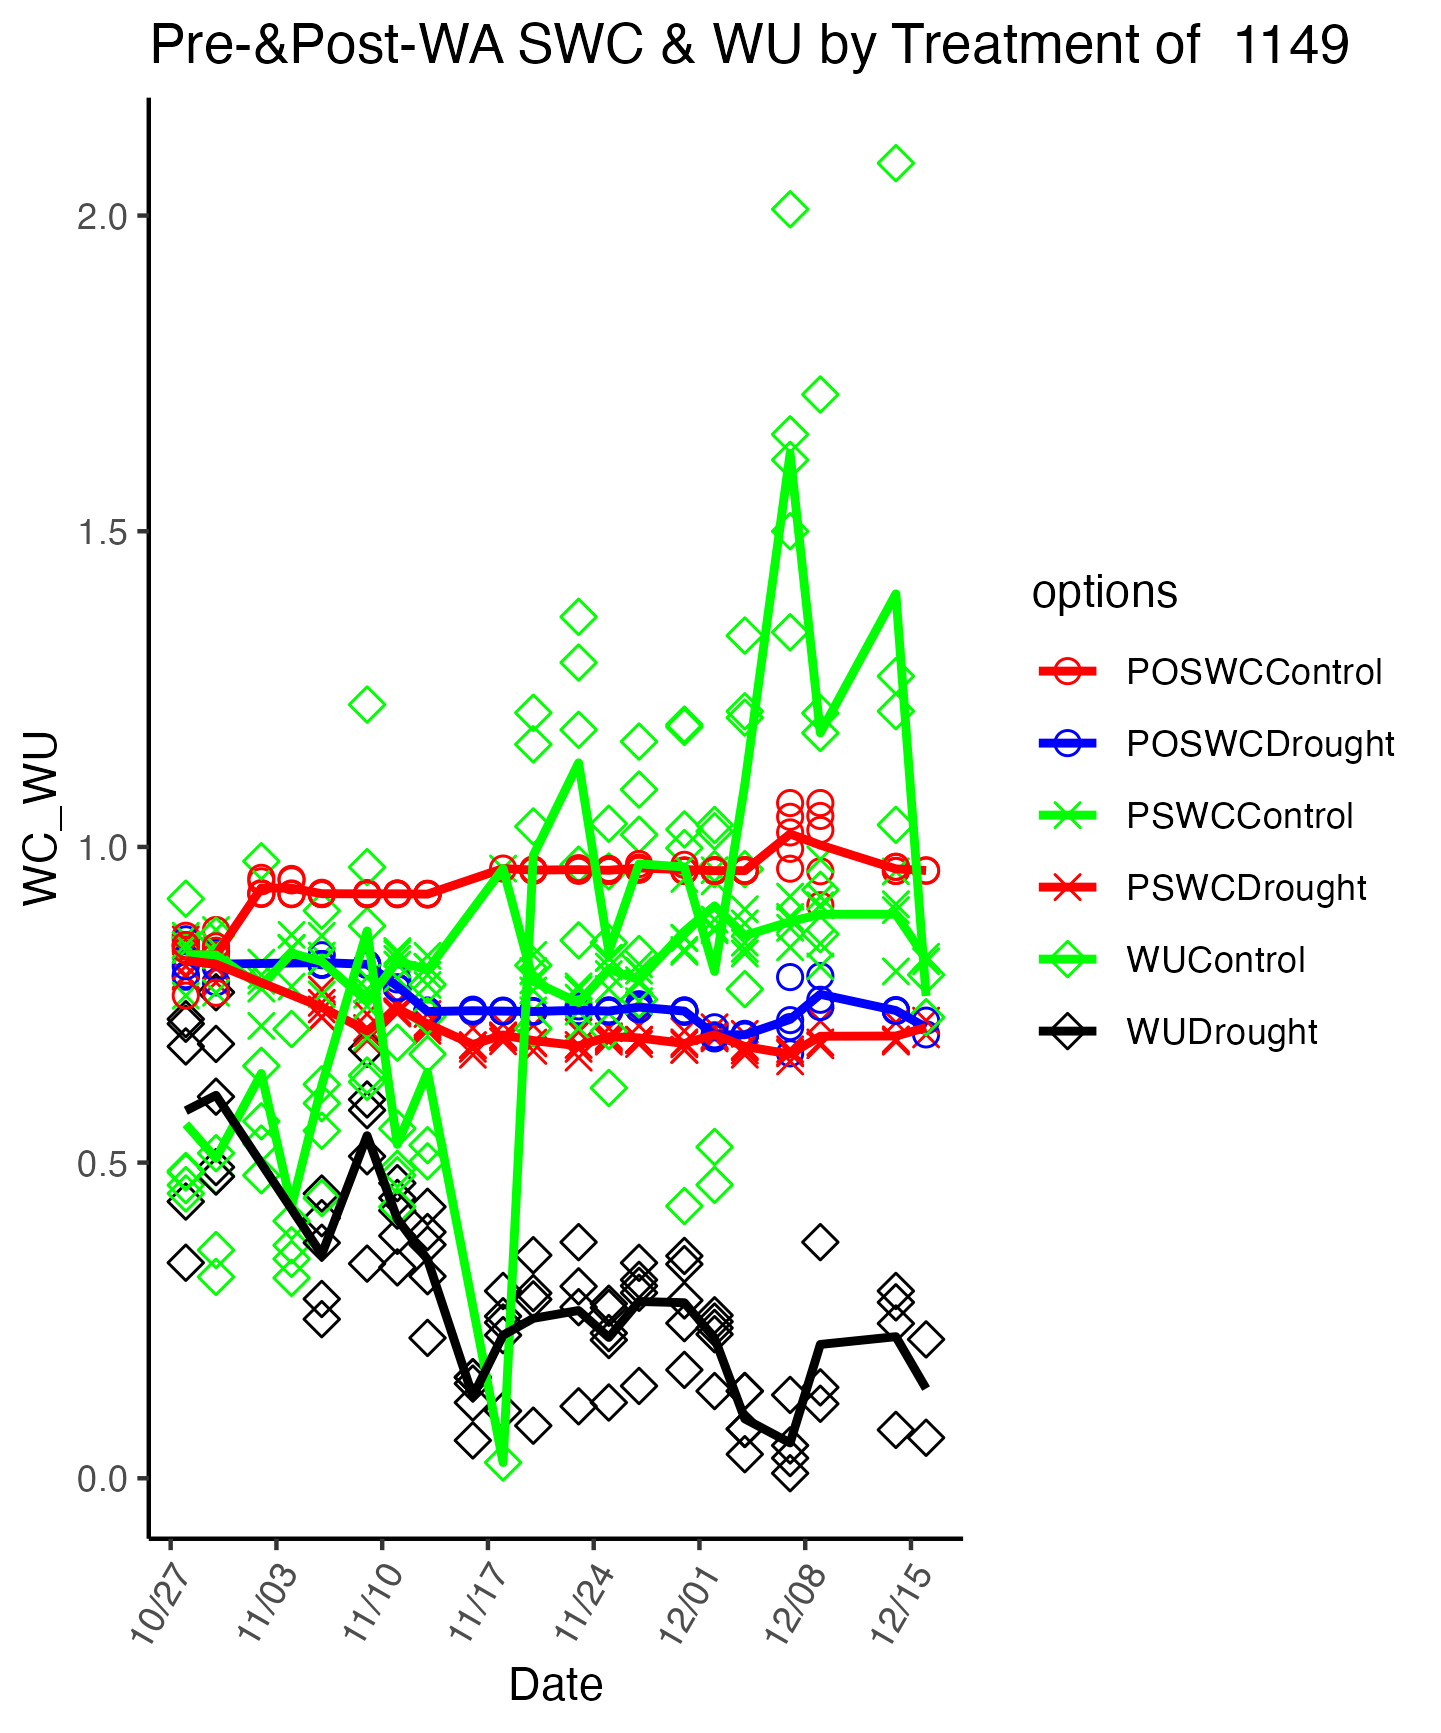 Pre-&Post-WA SWC & WU by Treatment of  1149
WC_WU
2.0
1.5
1.0
0.5
0.0
10/27
11/03
11/10
11/17
11/24
12/01
12/08
12/15
Date
options
POSWCControl
POSWCDrought
PSWCControl
PSWCDrought
WUControl
WUDrought